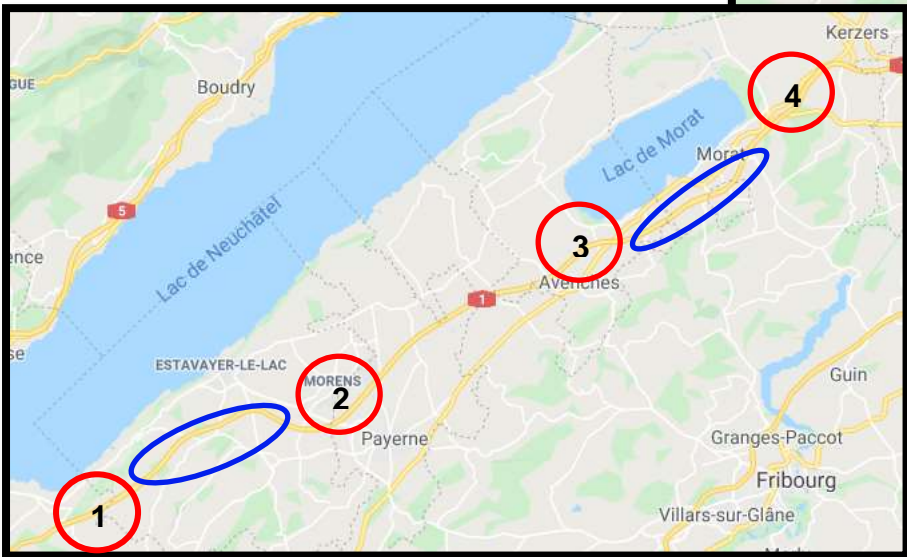 Kerzers
GUE
Boudry
4
Lac de Morat
Morat
5
ence
Lac de Neuchâtel
3
Avenches
1
se
ESTAVAYER-LE-LAC
MORENS
2
Guin
Payerne
Granges-Paccot
Fribourg
1
Villars-sur-Glâne